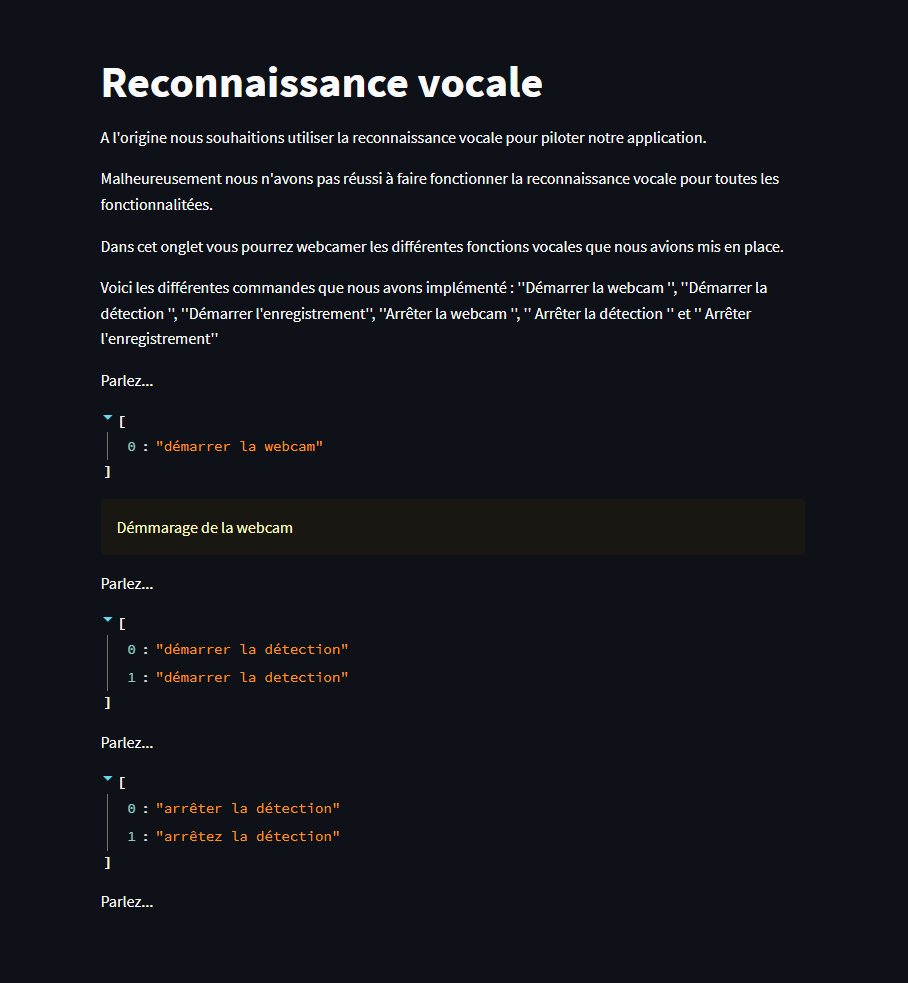 Reconnaissance vocale
A l'origine nous souhaitions utiliser la reconnaissance vocale pour piloter notre application.
Malheureusement nous n'avons pas réussi à faire fonctionner la reconnaissance vocale pour toutes les
fonctionnalitées.
Dans cet onglet vous pourrez webcamer les différentes fonctions vocales que nous avions mis en place.
Voici les différentes commandes que nous avons implémenté : ''Démarrer la webcam '', ''Démarrer la
détection '', ''Démarrer l'enregistrement'', ''Arrêter la webcam '', '' Arrêter la détection '' et '' Arrêter
l'enregistrement''
Parlez...
[
0 : "démarrer la webcam"
]
Démmarage de la webcam
Parlez...
[
0 : "démarrer la détection"
1 : "démarrer la detection"
]
Parlez...
[
0 : "arrêter la détection"
1 : "arrêtez la détection"
]
Parlez...